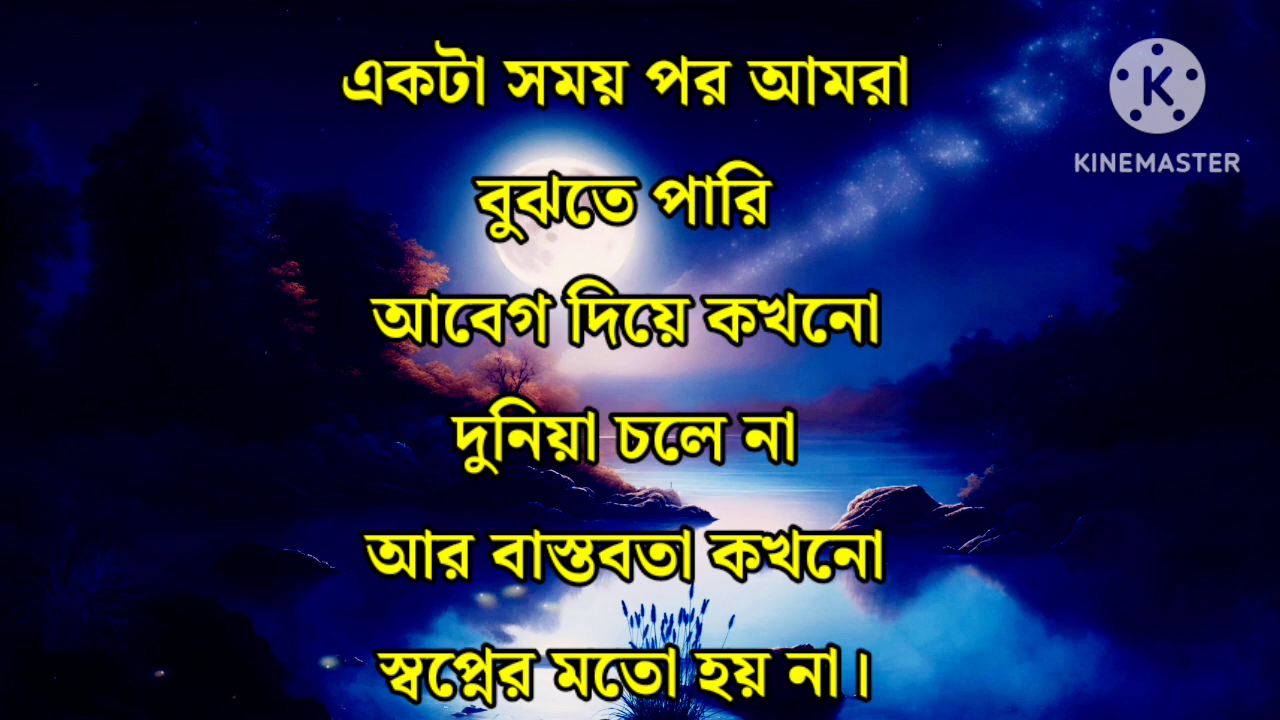 একটা সময় পর আমরা
KINEMASTER
বুঝতে পারি
আবেগ দিয়ে কখনো
দুনিয়া চলে না
আর বাস্তবতা কখনো
স্বপ্নের মতো হয় না।